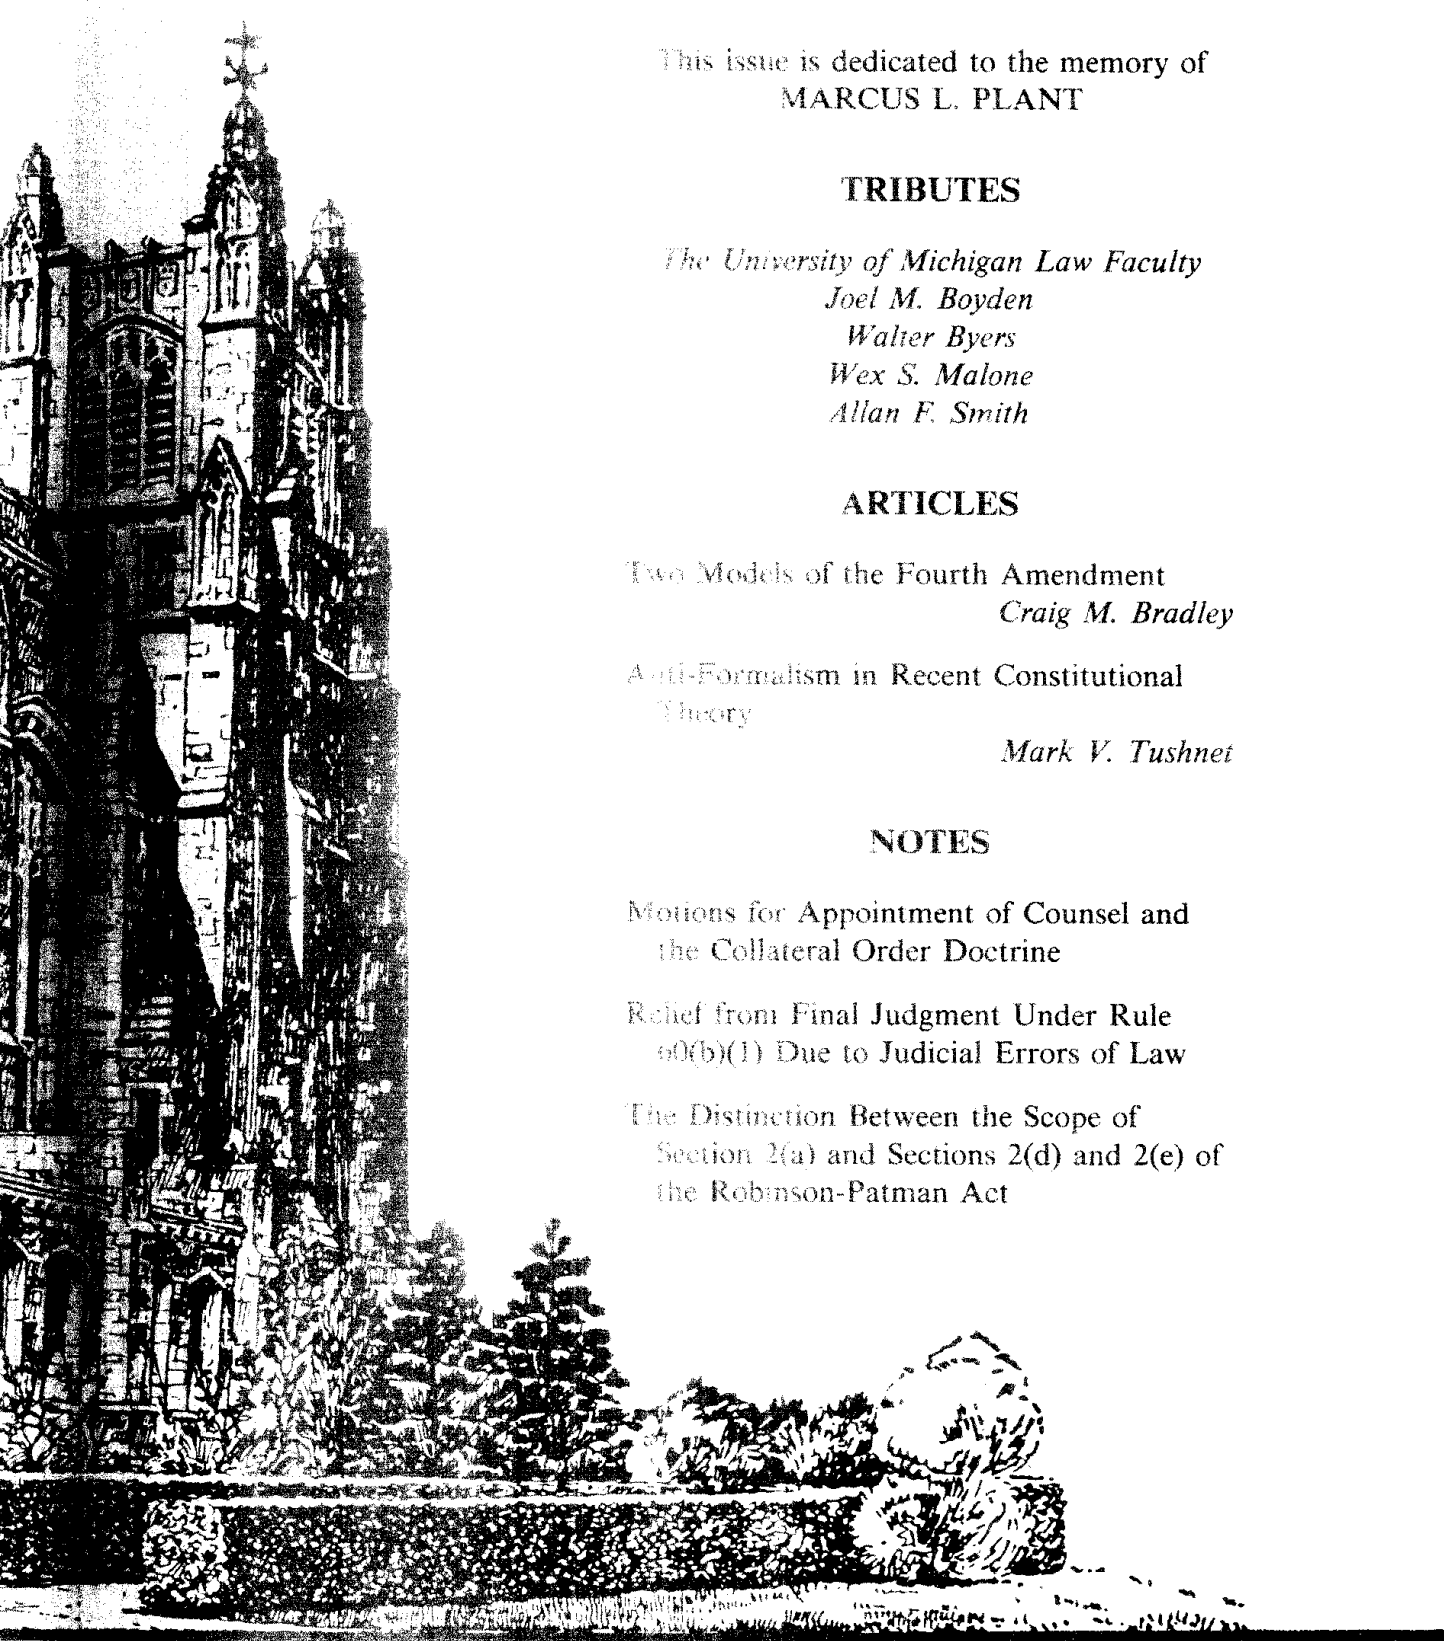 This issue is dedicated to the memory of
MARCUS L. PLANT
TRIBUTES
The University of Michigan Law Faculty
Joel M. Boyden
Walter Byers
Wex S. Malone
Allan F. Smith
ARTICLES
Two Models of the Fourth Amendment
Craig M. Bradley
Anti-Formalism in Recent Constitutional
Theory
Mark V. Tushnet
NOTES
Motions for Appointment of Counsel and
the Collateral Order Doctrine
Relief from Final Judgment Under Rule
60(b)(1) Due to Judicial Errors of Law
The Distinction Between the Scope of
Section 2(a) and Sections 2(d) and 2(e) of
the Robinson-Patman Act